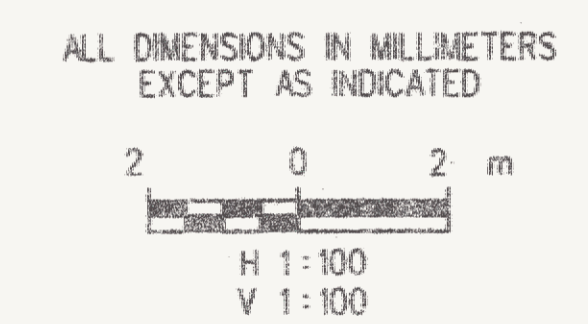 ALL DIMENSIONS IN MILLIMETERS
EXCEPT AS INDICATED
2 0 2 m
H 1:100
V 1:100